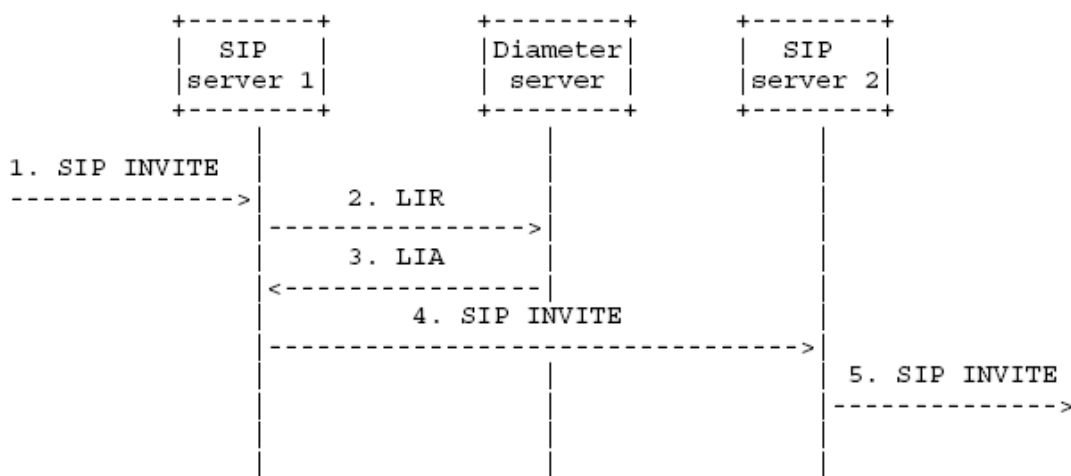 SIP server 1
Diameter server
SIP server 2
1. SIP INVITE
2. LIR
3. LIA
4. SIP INVITE
5. SIP INVITE